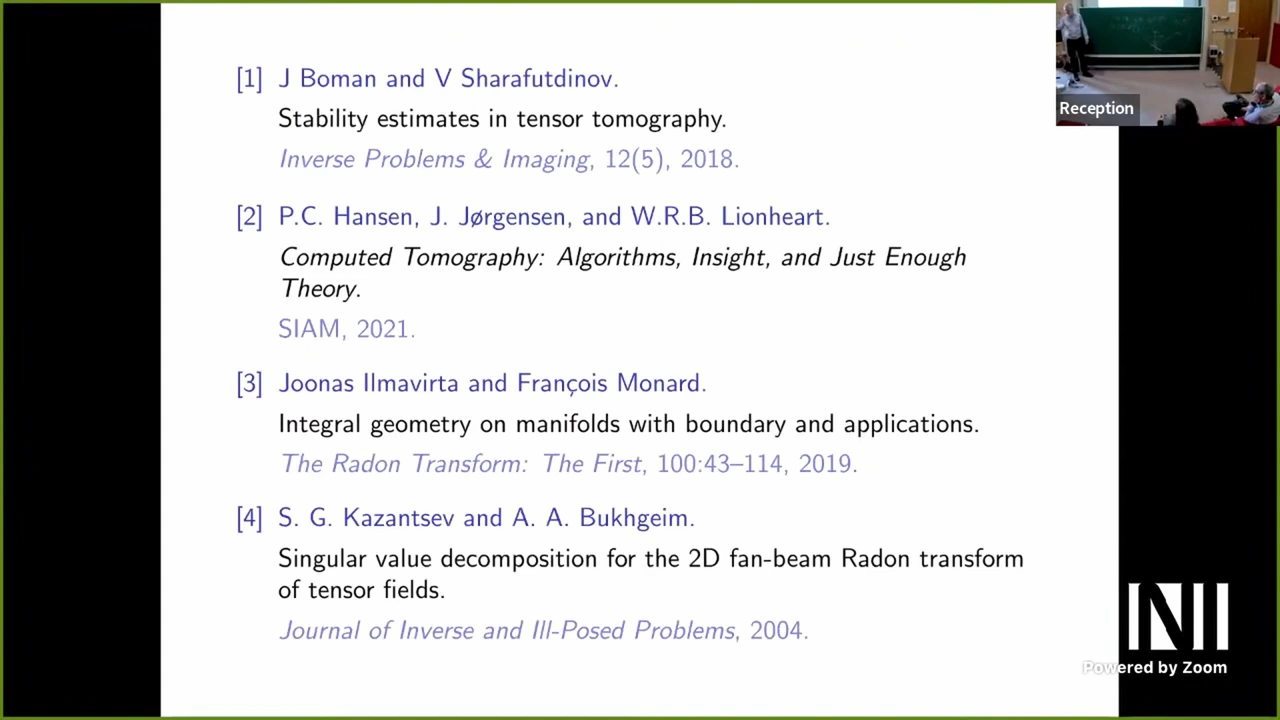 [1] J Boman and V Sharafutdinov.
Stability estimates in tensor tomography.
Inverse Problems & Imaging, 12(5), 2018.
[2] P.C. Hansen, J. Jørgensen, and W.R.B. Lionheart.
Computed Tomography: Algorithms, Insight, and Just Enough
Theory.
SIAM, 2021.
[3] Joonas Ilmavirta and François Monard.
Integral geometry on manifolds with boundary and applications.
The Radon Transform: The First, 100:43–114, 2019.
[4] S. G. Kazantsev and A. A. Bukhgeim.
Singular value decomposition for the 2D fan-beam Radon transform
of tensor fields.
Journal of Inverse and Ill-Posed Problems, 2004.
Reception
Powered by Zoom